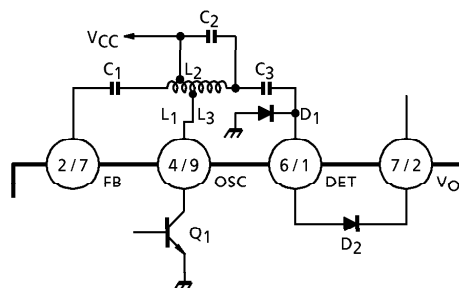 C2
VCC
C1
L2
C3
L1
L3
D1
2/7
FB
4/9
OSC
6/1
DET
7/2
VO
Q1
D2